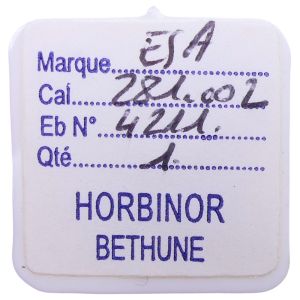 Marque ESA
Cal 281.002
Eb N° 4211.
Qté 1.
HORBINOR
BETHUNE